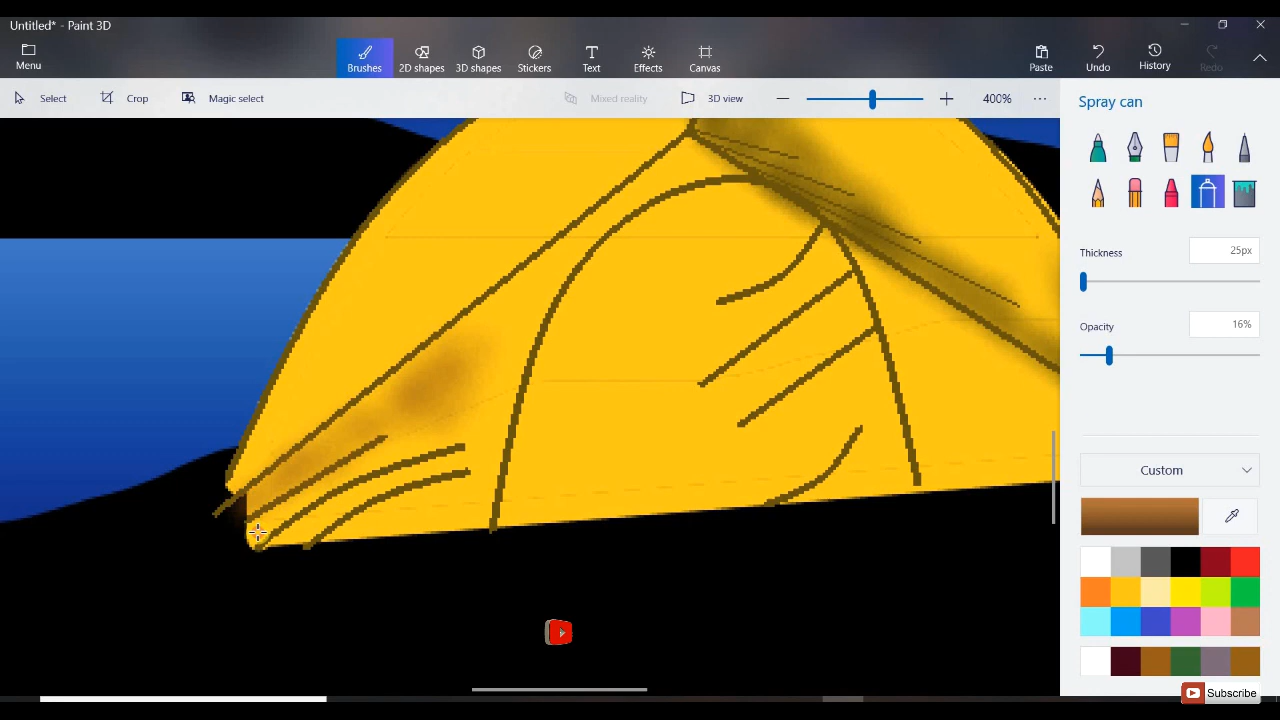 Untitled* - Paint 3D
Menu
Brushes
2D shapes
3D shapes
Stickers
Text
Effects
Canvas
Paste
Undo
History
Redo
Select
Crop
Magic select
Mixed reality
3D view
400%
Spray can
Thickness
25px
Opacity
16%
Custom
Subscribe